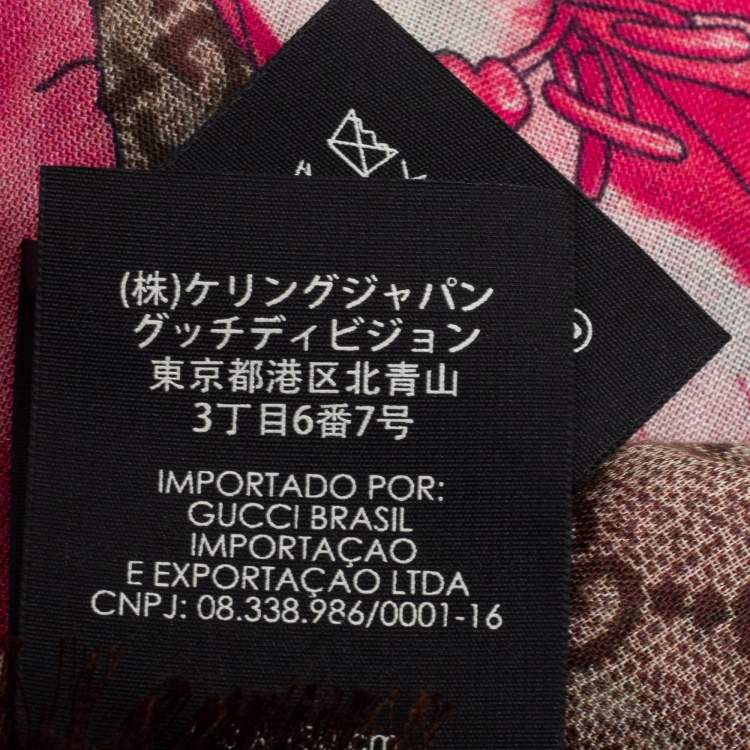 (株)ケリングジャパン
グッチディビジョン
東京都港区北青山
3丁目6番7号
IMPORTADO POR:
GUCCI BRASIL
IMPORTAÇAO
E EXPORTAÇAO LTDA
CNPJ: 08.338.986/0001-16
cm